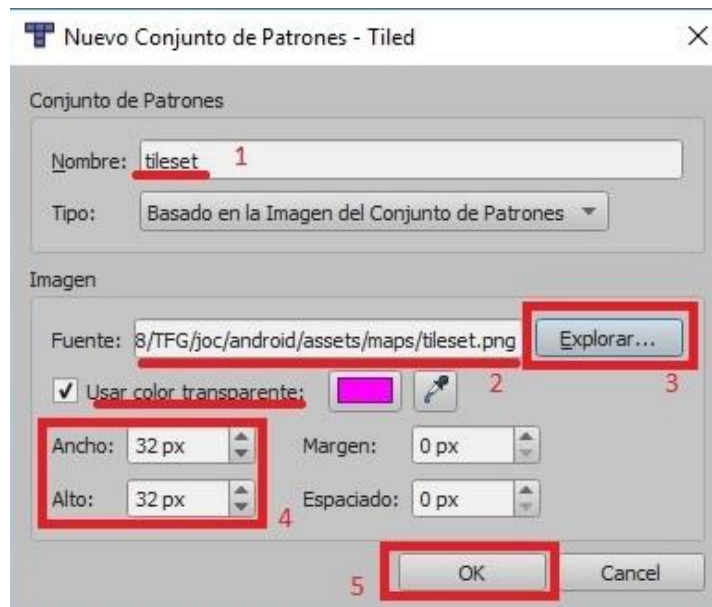 Nuevo Conjunto de Patrones - Tiled
Conjunto de Patrones
Nombre: tileset 1
Tipo: Basado en la Imagen del Conjunto de Patrones
Imagen
Fuente: 8/TFG/joc/android/assets/maps/tileset.png Explorar...
Usar color transparente: 2 3
Ancho: 32 px Margen: 0 px
Alto: 32 px Espaciado: 0 px
4
5 OK Cancel